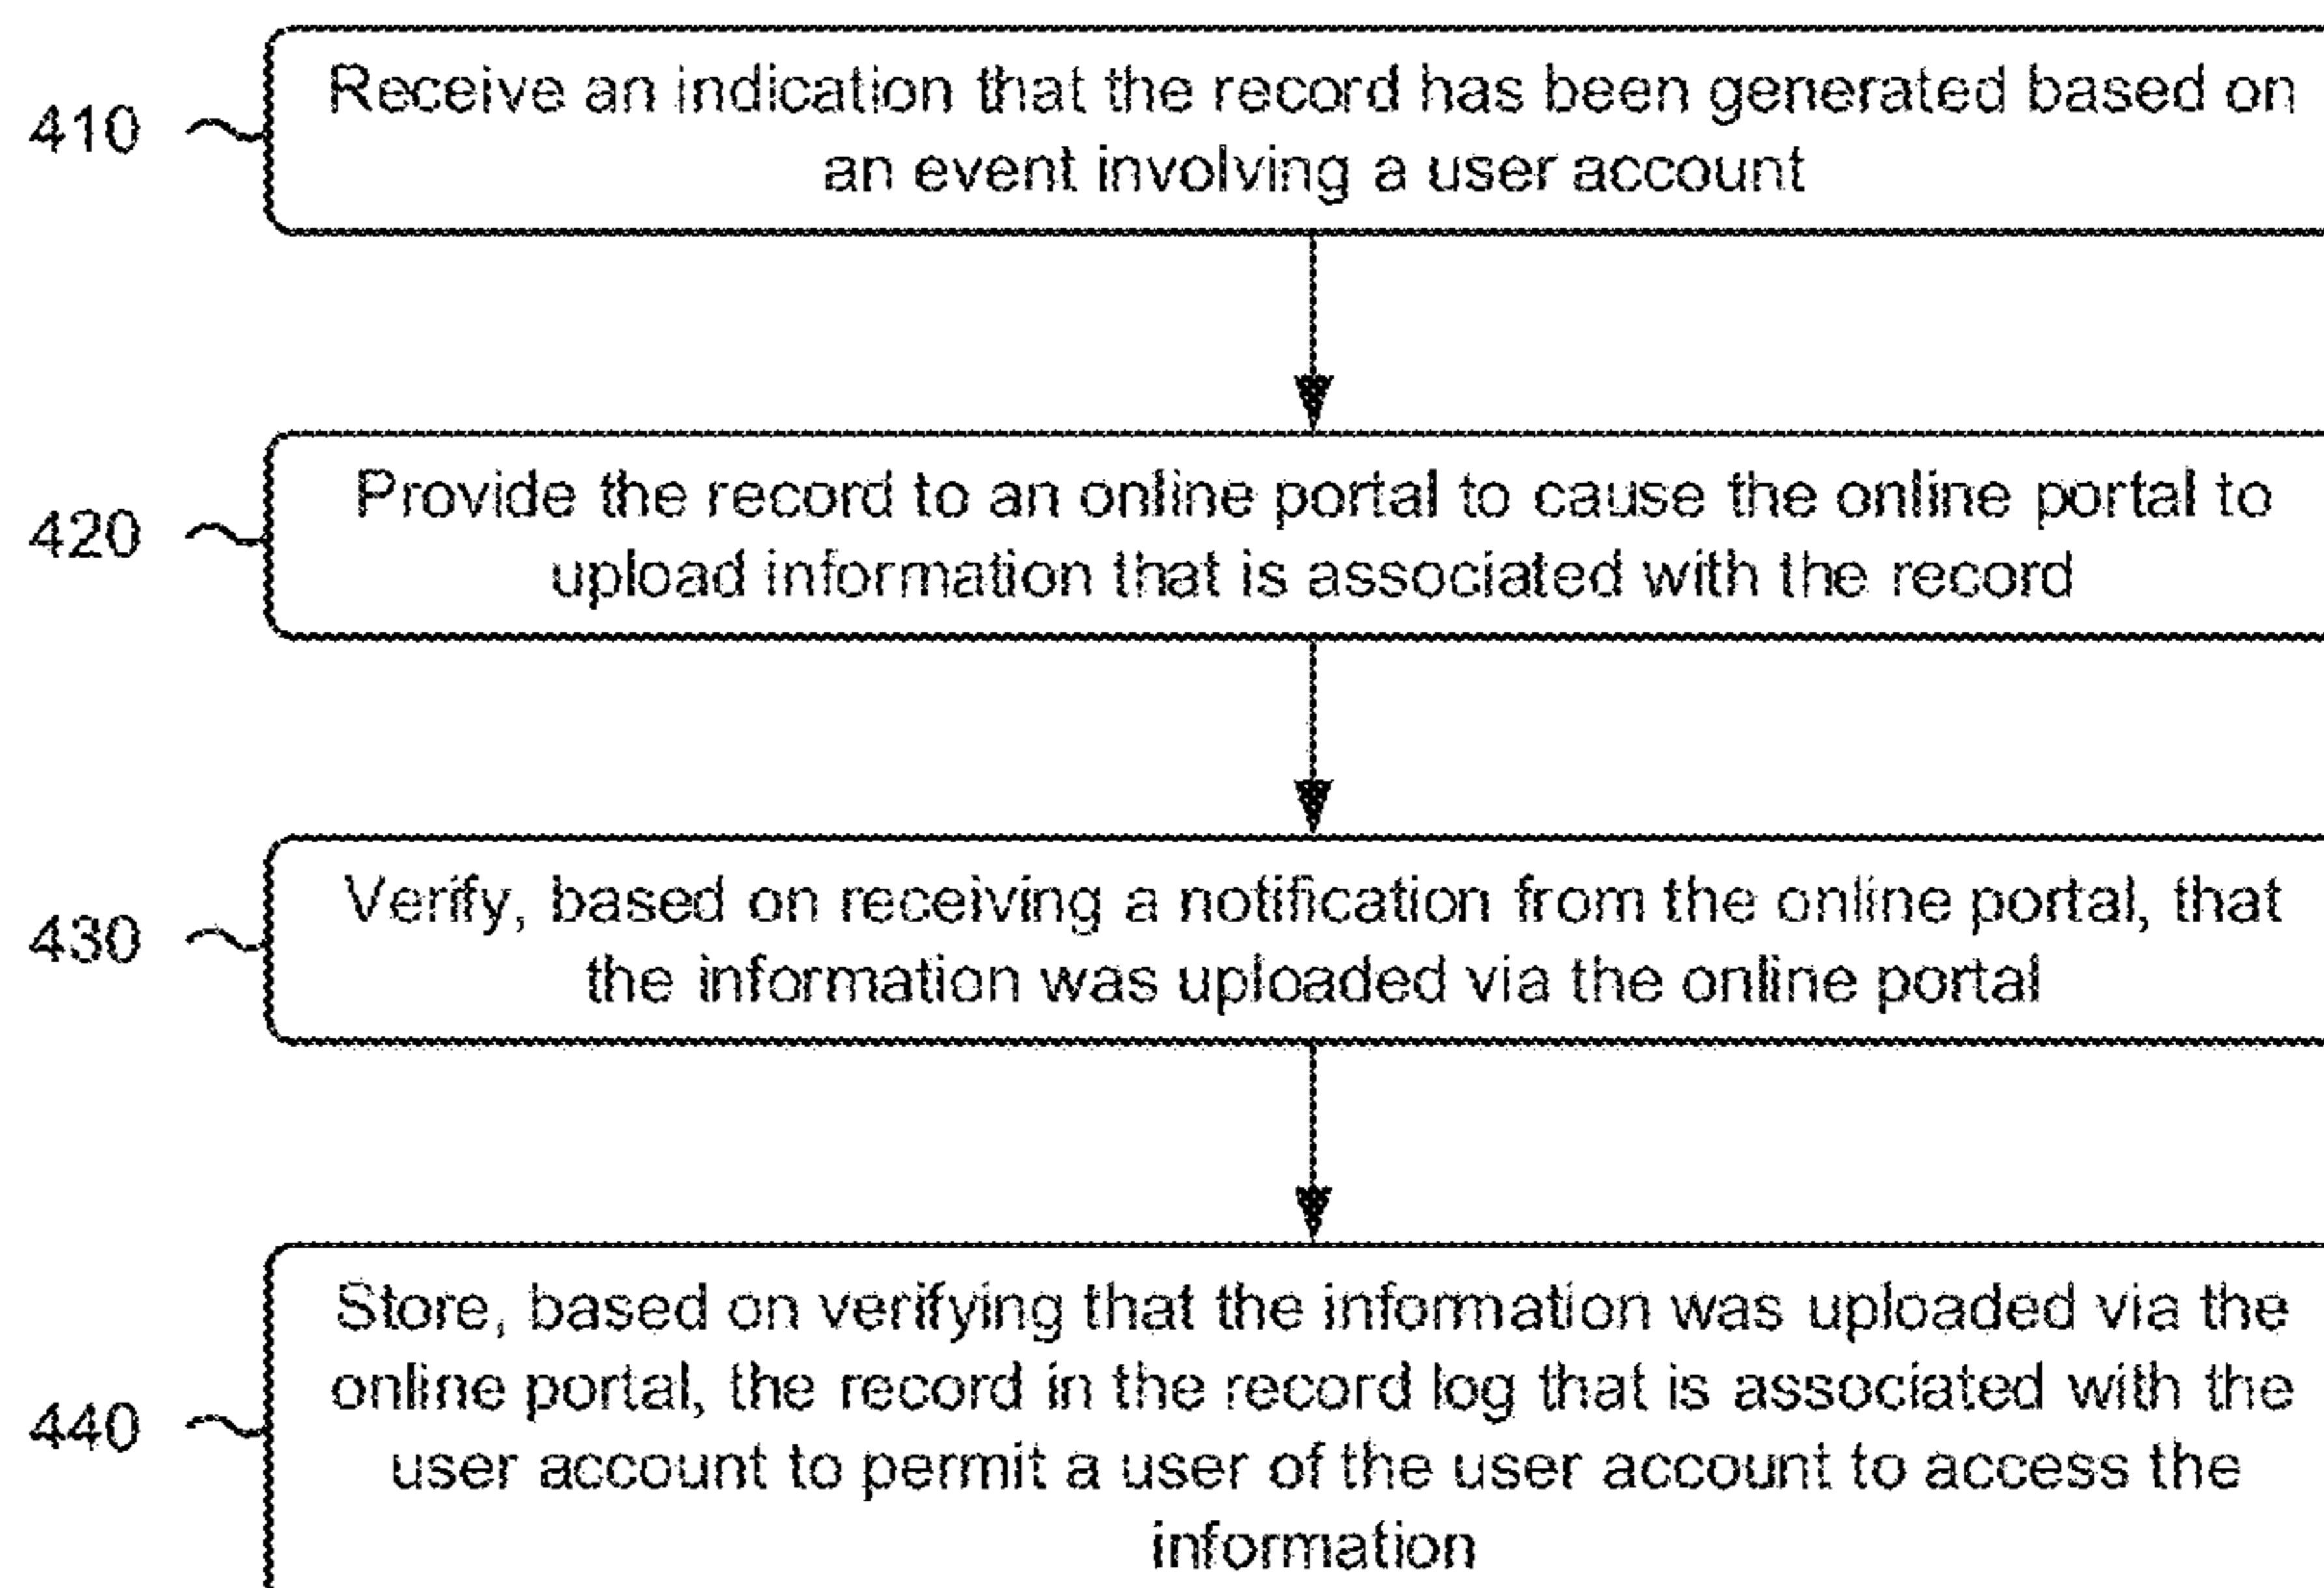 410
Receive an indication that the record has been generated based on
an event involving a user account
420
Provide the record to an online portal to cause the online portal to
upload information that is associated with the record
430
Verify, based on receiving a notification from the online portal, that
the information was uploaded via the online portal
440
Store, based on verifying that the information was uploaded via the
online portal, the record in the record log that is associated with the
user account to permit a user of the user account to access the
information